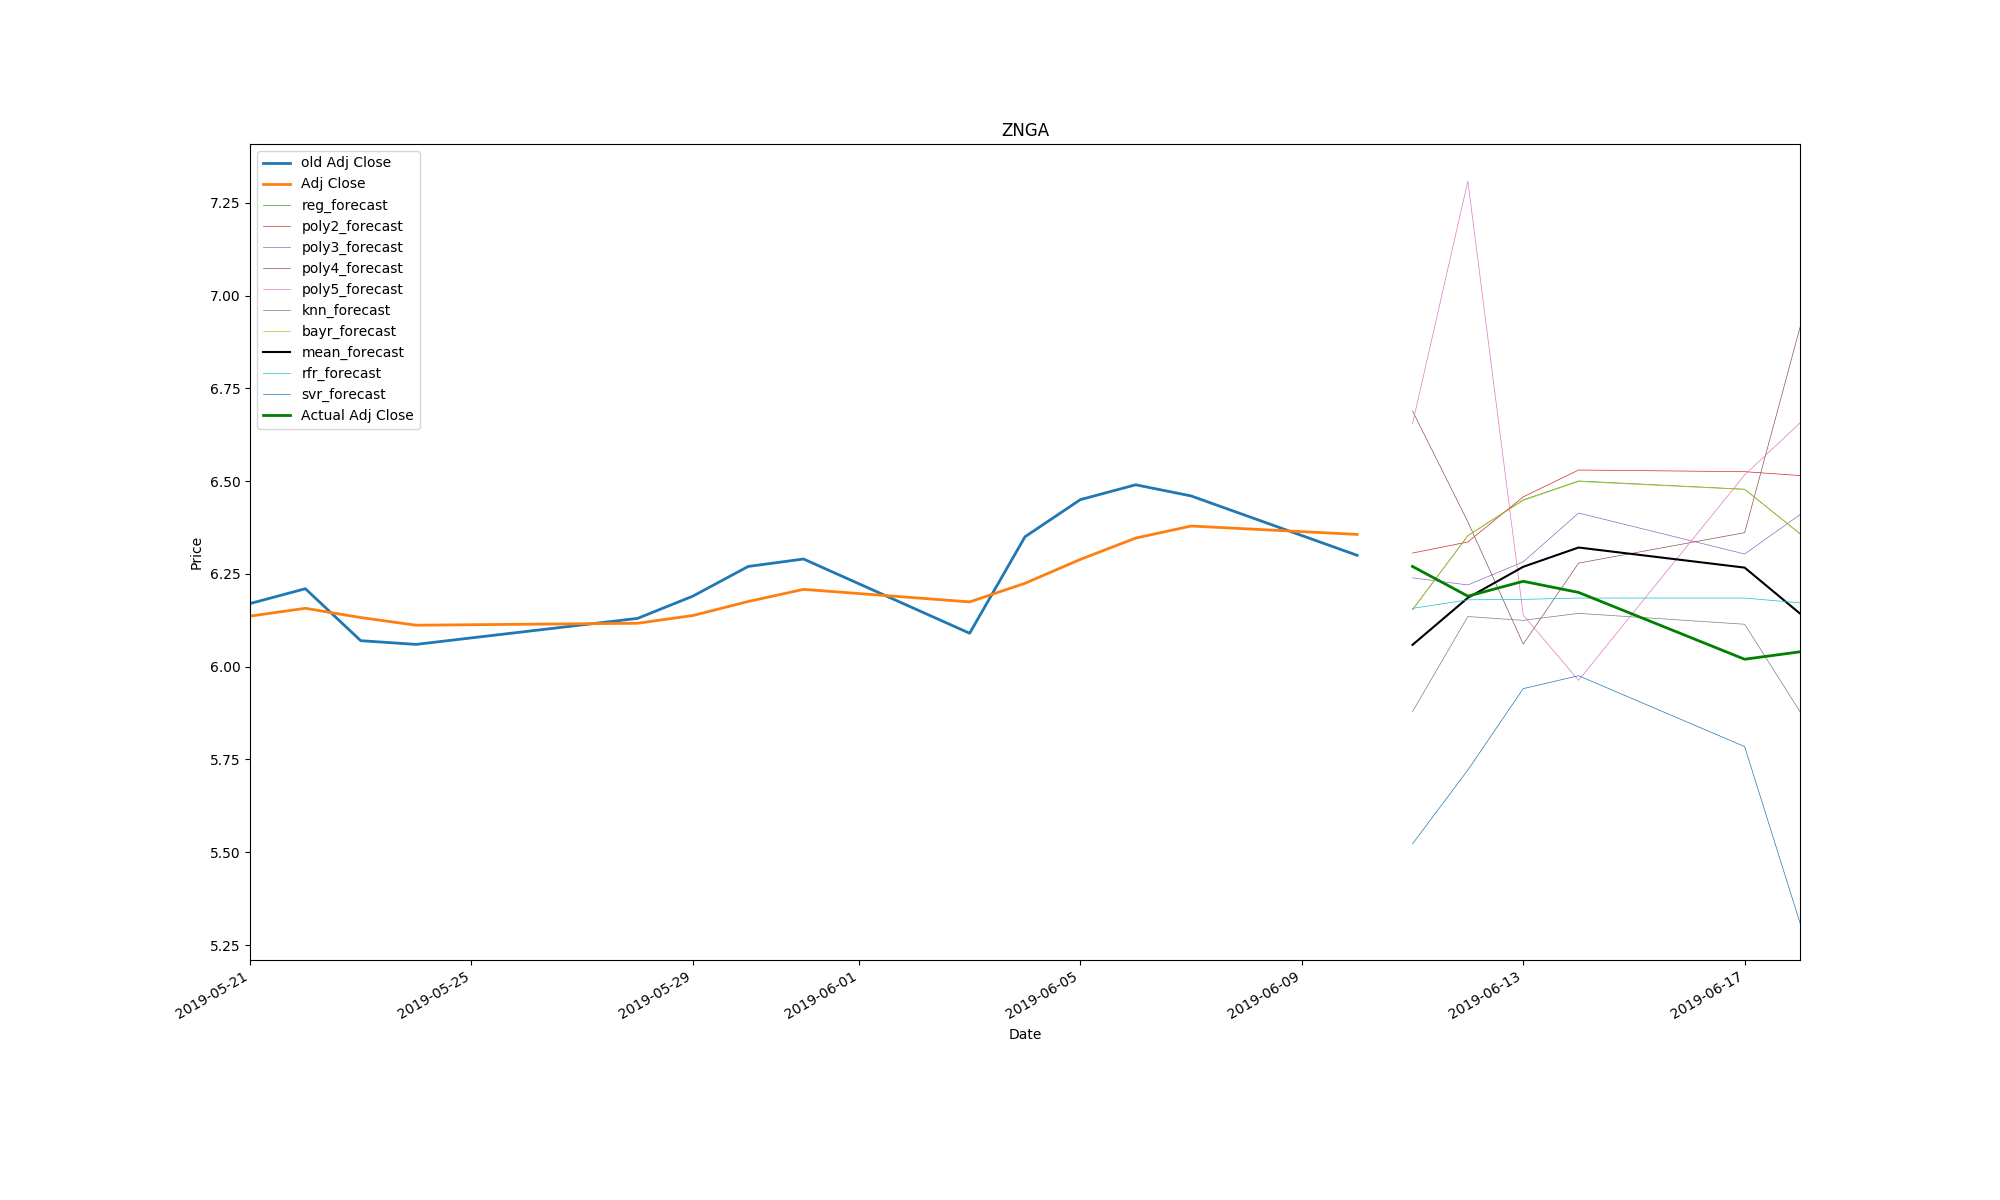 ZNGA
old Adj Close
Adj Close
reg_forecast
poly2_forecast
poly3_forecast
poly4_forecast
poly5_forecast
knn_forecast
bayr_forecast
mean_forecast
rfr_forecast
svr_forecast
Actual Adj Close
7.25
7.00
6.75
6.50
6.25
6.00
5.75
5.50
5.25
Price
2019-05-21
2019-05-25
2019-05-29
2019-06-01
2019-06-05
2019-06-09
2019-06-13
2019-06-17
Date